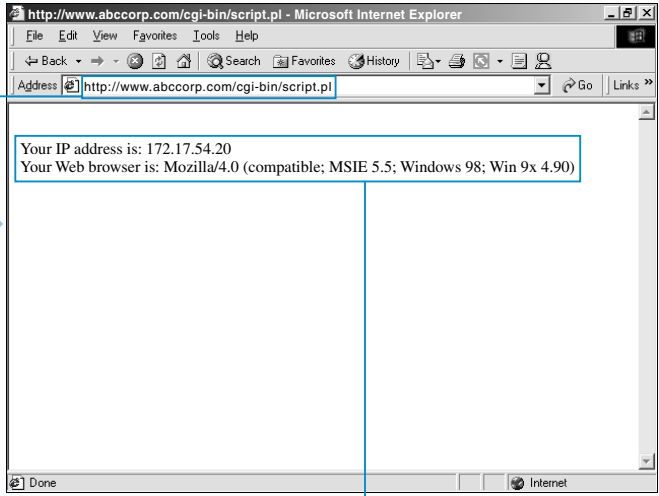 http://www.abccorp.com/cgi-bin/script.pl - Microsoft Internet Explorer
File Edit View Favorites Tools Help
Back Search Favorites History
Address http://www.abccorp.com/cgi-bin/script.pl Go Links »
Your IP address is: 172.17.54.20
Your Web browser is: Mozilla/4.0 (compatible; MSIE 5.5; Windows 98; Win 9x 4.90)
Done Internet